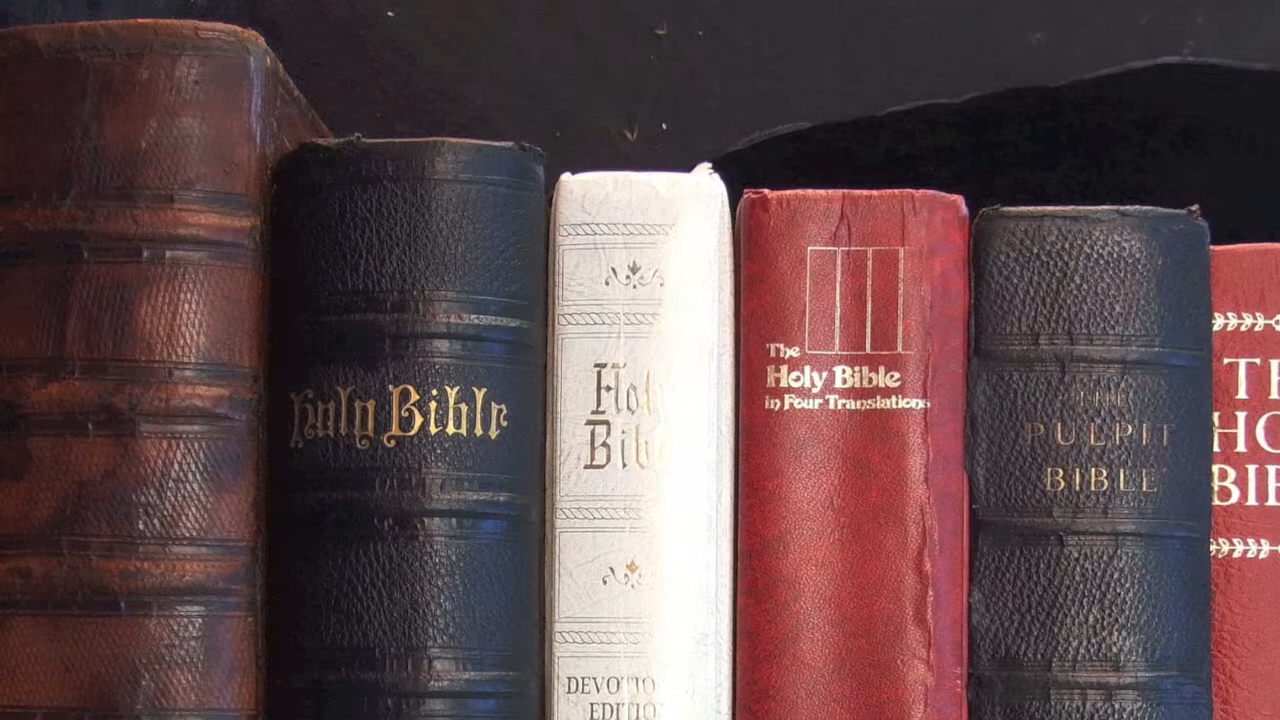 Holy Bible
Holy
Bib
DEVOTIO
EDITIO
The
Holy Bible
in Four Translations
THE
PULPIT
BIBLE
TH
HO
BIB